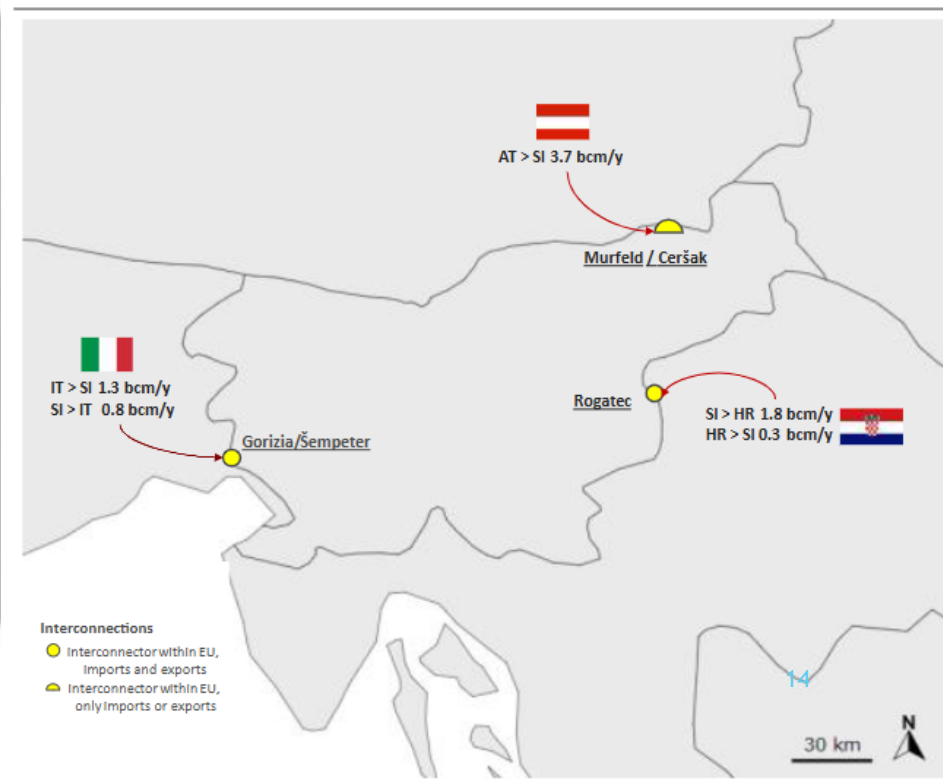 AT > SI 3.7 bcm/y
Murfeld / Ceršak
IT > SI 1.3 bcm/y
SI > IT 0.8 bcm/y
Gorizia/Šempeter
Rogatec
SI > HR 1.8 bcm/y
HR > SI 0.3 bcm/y
Interconnections
Interconnector within EU,
Imports and exports
Interconnector within EU,
only Imports or exports
14
N
30 km